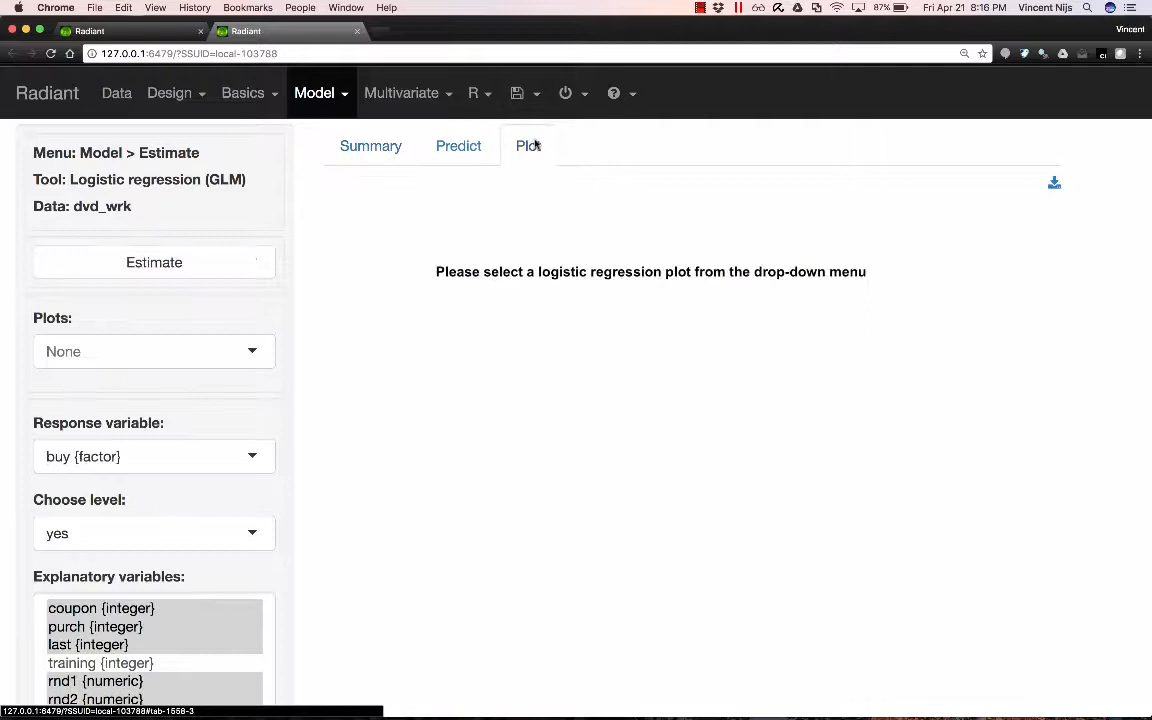 Chrome File Edit View History Bookmarks People Window Help 87% Fri Apr 21 8:16 PM Vincent Nijs
Radiant Radiant Vincent
127.0.0.1:6479/?SSUID=local-103788
Radiant Data Design Basics Model Multivariate R
Summary Predict Plot
Menu: Model > Estimate
Tool: Logistic regression (GLM)
Data: dvd_wrk
Estimate
Please select a logistic regression plot from the drop-down menu
Plots:
None
Response variable:
buy {factor}
Choose level:
yes
Explanatory variables:
coupon {integer}
purch {integer}
last {integer}
training {integer}
rnd1 {numeric}
rnd2 {numeric}
127.0.0.1:6479/?SSUID=local-103788#tab-1558-3